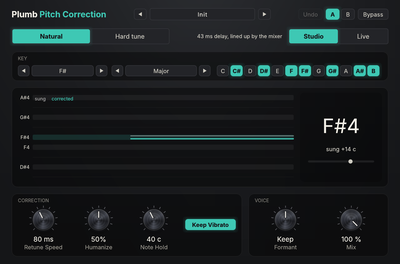 Plumb Pitch Correction
Init
Undo A B Bypass
Natural Hard tune
43 ms delay, lined up by the mixer
Studio Live
KEY
F# Major
C C# D D# E F F# G G# A A# B
A#4 sung corrected
G#4
F#4
F4
D#4
F#4
sung +14 c
CORRECTION
80 ms
Retune Speed
50%
Humanize
40 c
Note Hold
Keep Vibrato
VOICE
Keep
Formant
100 %
Mix